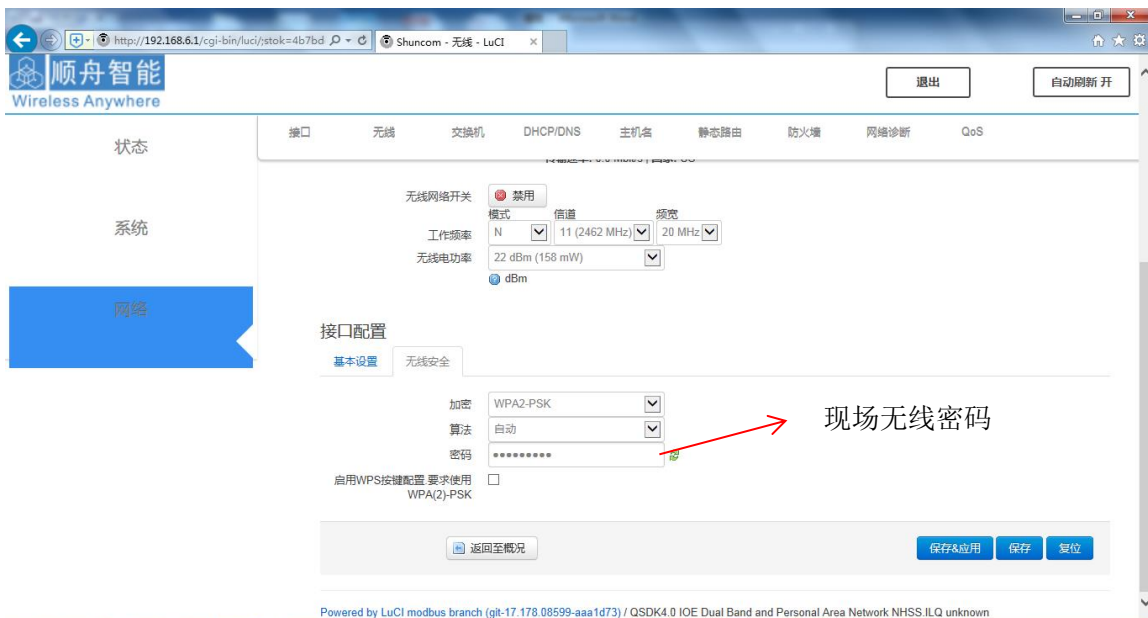 http://192.168.6.1/cgi-bin/luci/;stok=4b7bd
Shuncom - 无线 - LuCI
顺舟智能
Wireless Anywhere
退出
自动刷新 开
接口 无线 交换机 DHCP/DNS 主机名 静态路由 防火墙 网络诊断 QoS
状态
系统
网络
无线网络开关 禁用
模式 信道 频宽
工作频率 N 11 (2462 MHz) 20 MHz
无线电功率 22 dBm (158 mW)
dBm
接口配置
基本设置 无线安全
加密 WPA2-PSK
算法 自动
密码 •••••••••
现场无线密码
启用WPS按键配置,要求使用
WPA(2)-PSK
返回至概况
保存&应用 保存 复位
Powered by LuCI modbus branch (git-17.178.08599-aaa1d73) / QSDK4.0 IOE Dual Band and Personal Area Network NHSS.ILQ unknown